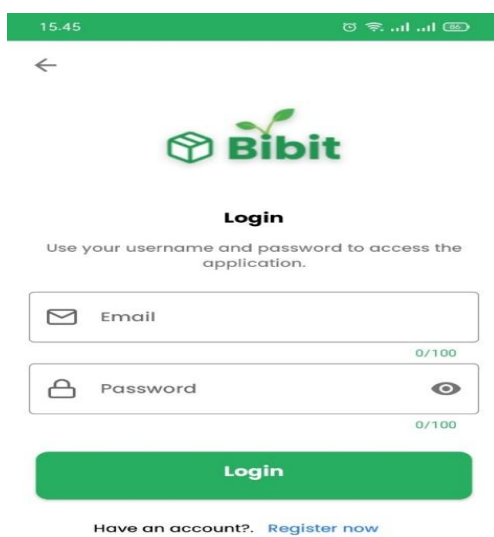 15.45
86
Bibit
Login
Use your username and password to access the
application.
Email
0/100
Password
0/100
Login
Have an account?. Register now